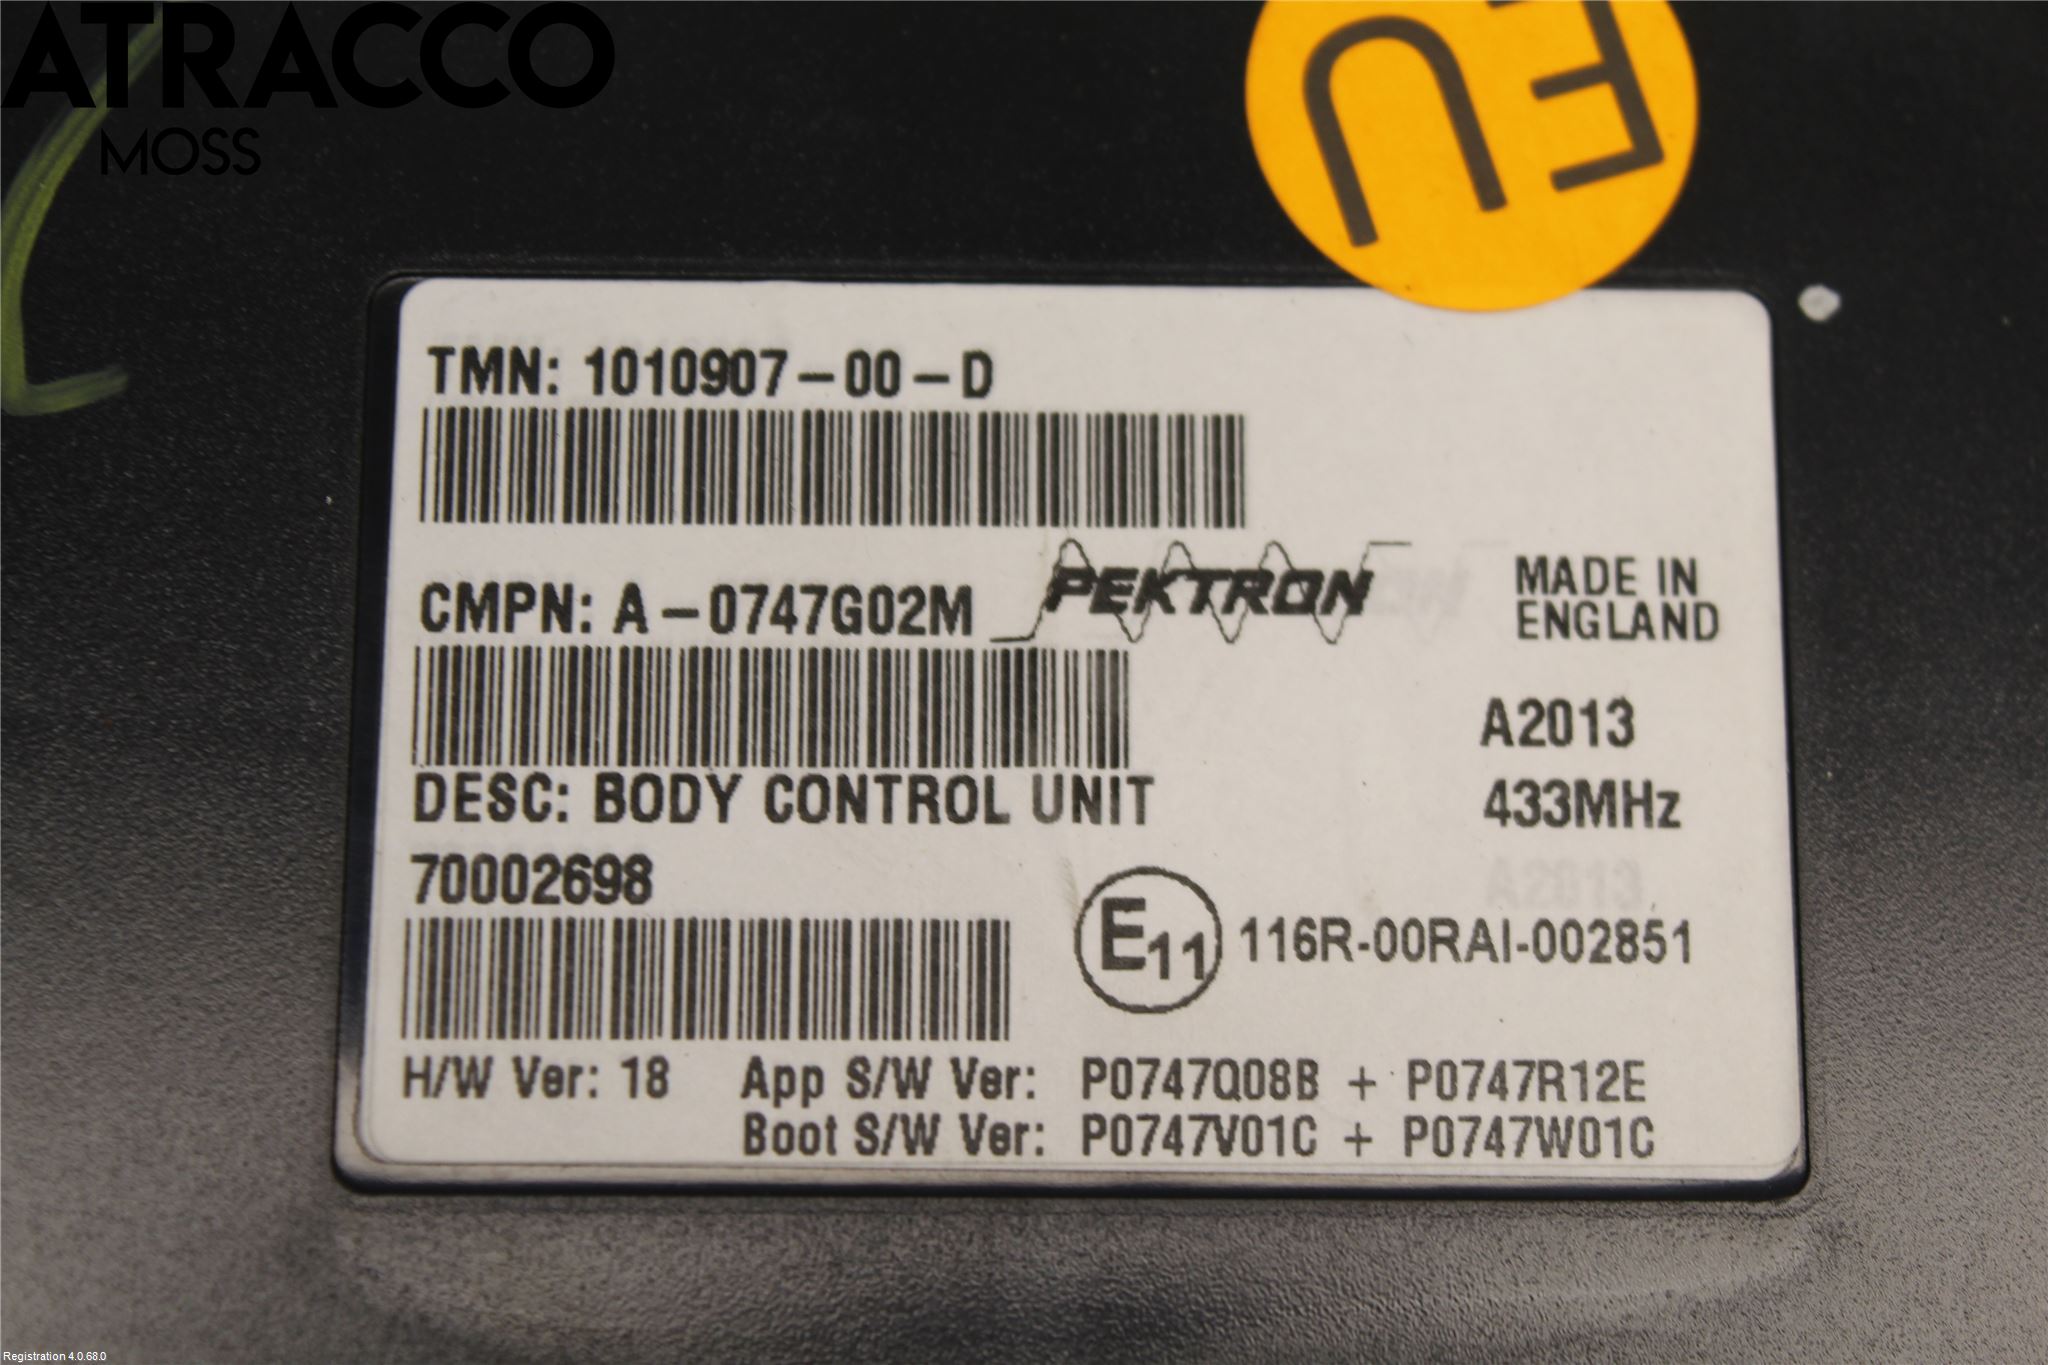 ATRACCO
MOSS
EU
TMN: 1010907-00-D
CMPN: A-0747G02M
PEKTRON
MADE IN
ENGLAND
A2013
DESC: BODY CONTROL UNIT
433MHz
70002698
A2013
E11 116R-00RAI-002851
H/W Ver: 18 App S/W Ver: P0747Q08B + P0747R12E
Boot S/W Ver: P0747V01C + P0747W01C
Registration 4.0.68.0